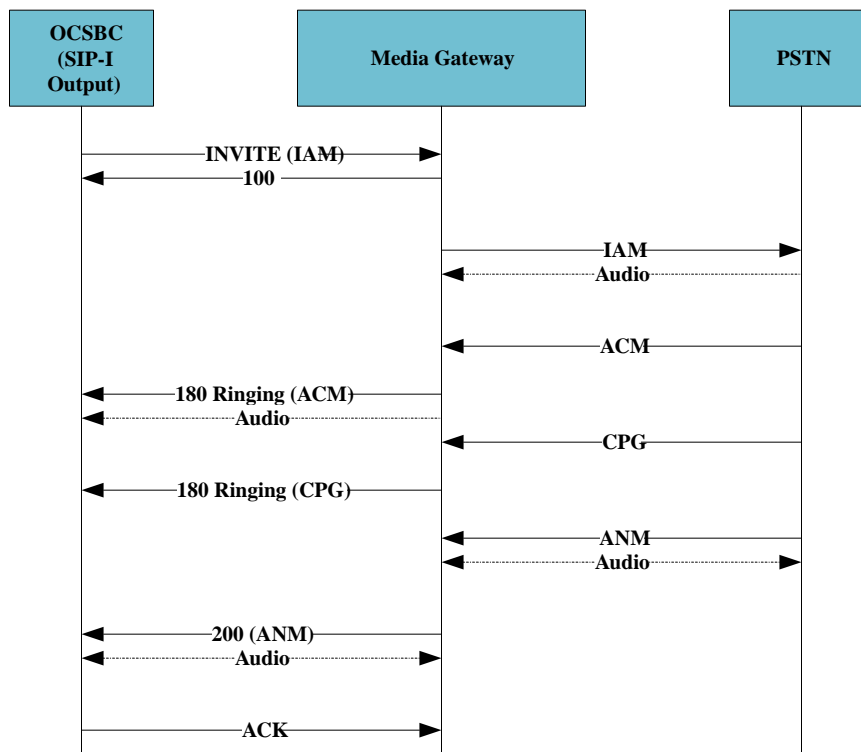 OCSBC
(SIP-I
Output)
Media Gateway
PSTN
INVITE (IAM)
100
IAM
Audio
ACM
180 Ringing (ACM)
Audio
CPG
180 Ringing (CPG)
ANM
Audio
200 (ANM)
Audio
ACK